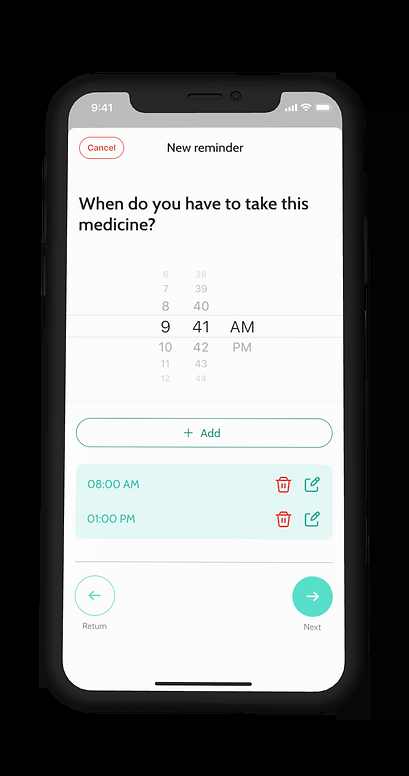 9:41
Cancel New reminder
When do you have to take this
medicine?
6 38
7 39
8 40
9 41 AM
10 42 PM
11 43
12 44
+ Add
08:00 AM
01:00 PM
Return Next